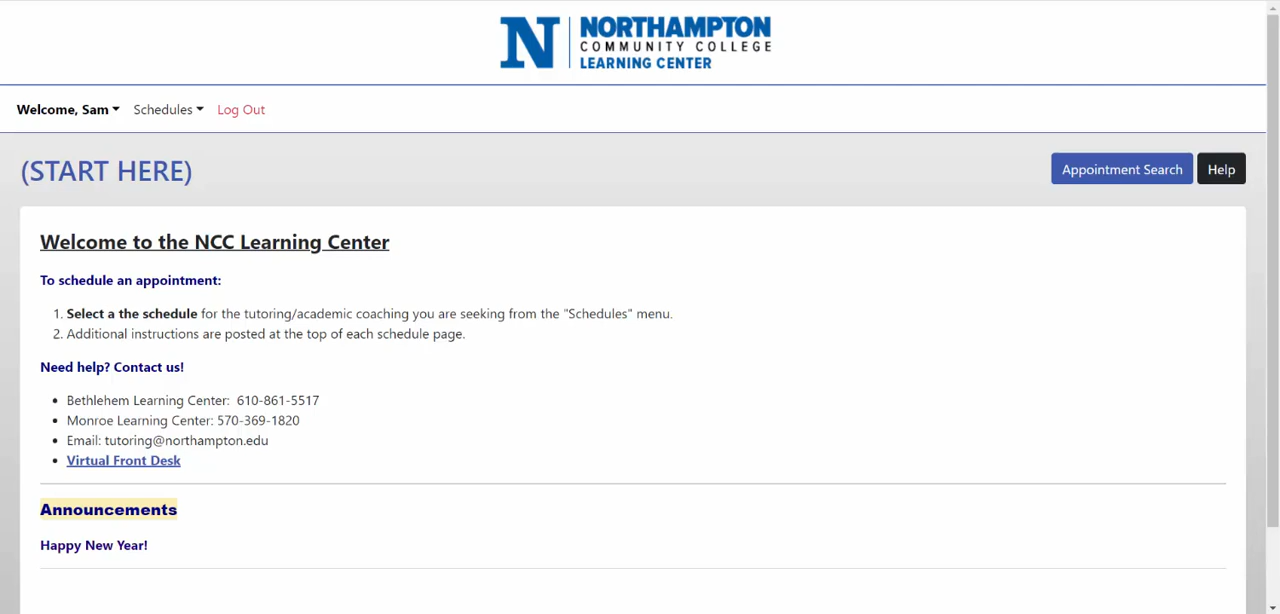 N NORTHAMPTON
COMMUNITY COLLEGE
LEARNING CENTER
Welcome, Sam Schedules Log Out
(START HERE) Appointment Search Help
Welcome to the NCC Learning Center
To schedule an appointment:
1. Select a the schedule for the tutoring/academic coaching you are seeking from the "Schedules" menu.
2. Additional instructions are posted at the top of each schedule page.
Need help? Contact us!
• Bethlehem Learning Center: 610-861-5517
• Monroe Learning Center: 570-369-1820
• Email: tutoring@northampton.edu
• Virtual Front Desk
Announcements
Happy New Year!